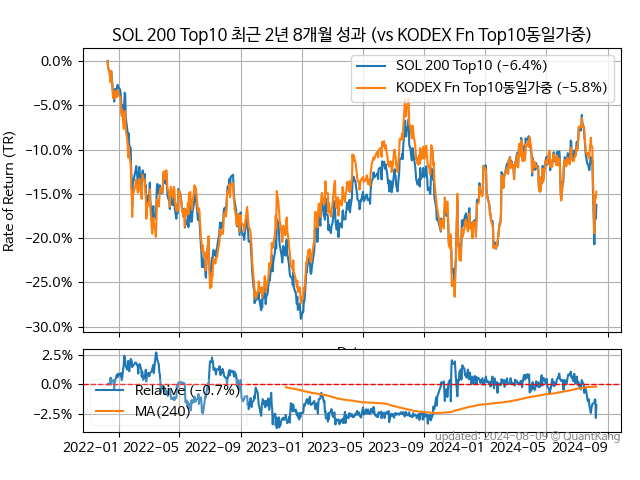 SOL 200 Top10 최근 2년 8개월 성과 (vs KODEX Fn Top10동일가중)
SOL 200 Top10 (−6.4%)
KODEX Fn Top10동일가중 (−5.8%)
Rate of Return (TR)
0.0%
−5.0%
−10.0%
−15.0%
−20.0%
−25.0%
−30.0%
2.5%
0.0%
−2.5%
Relative (−0.7%)
MA(240)
2022-01 2022-05 2022-09 2023-01 2023-05 2023-09 2024-01 2024-05 2024-09
updated: 2024-08-09 © QuantKang